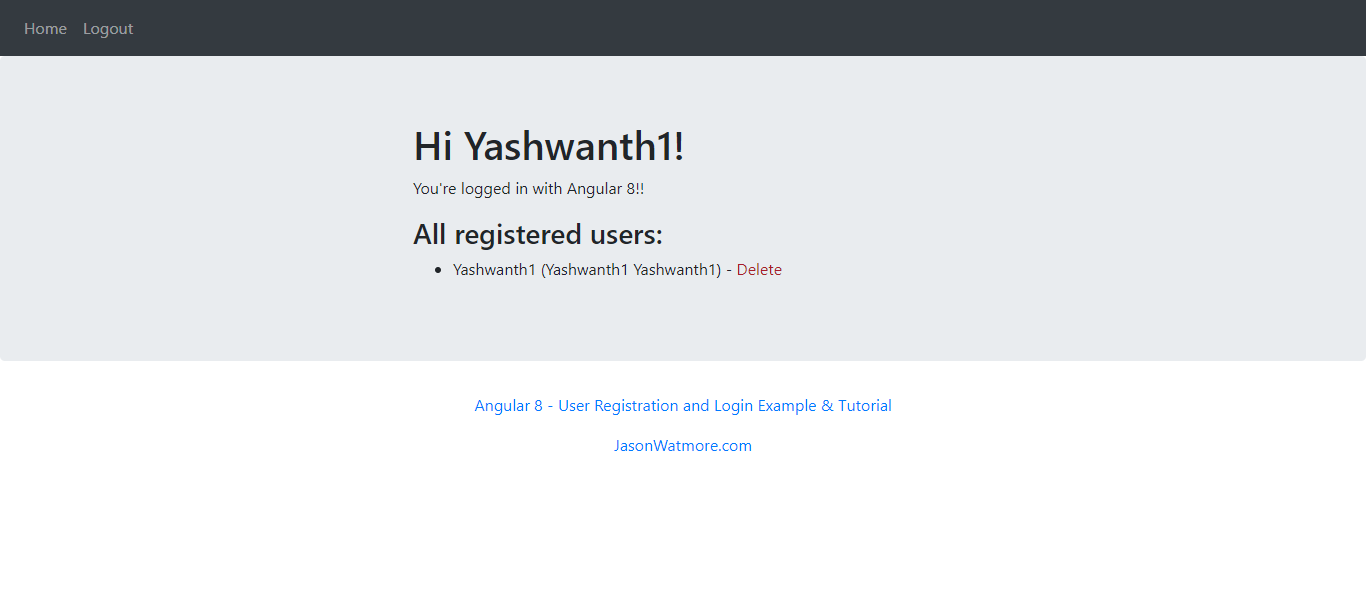 Home Logout
Hi Yashwanth1!
You're logged in with Angular 8!!
All registered users:
Yashwanth1 (Yashwanth1 Yashwanth1) - Delete
Angular 8 - User Registration and Login Example & Tutorial
JasonWatmore.com